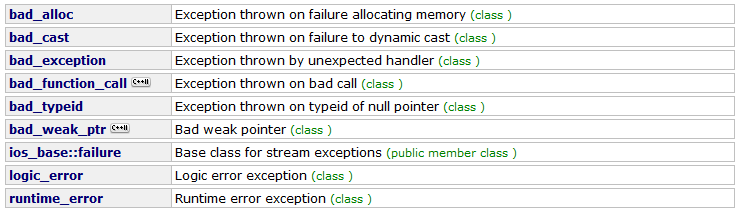 bad_alloc Exception thrown on failure allocating memory (class )
bad_cast Exception thrown on failure to dynamic cast (class )
bad_exception Exception thrown by unexpected handler (class )
bad_function_call C++11 Exception thrown on bad call (class )
bad_typeid Exception thrown on typeid of null pointer (class )
bad_weak_ptr C++11 Bad weak pointer (class )
ios_base::failure Base class for stream exceptions (public member class )
logic_error Logic error exception (class )
runtime_error Runtime error exception (class )